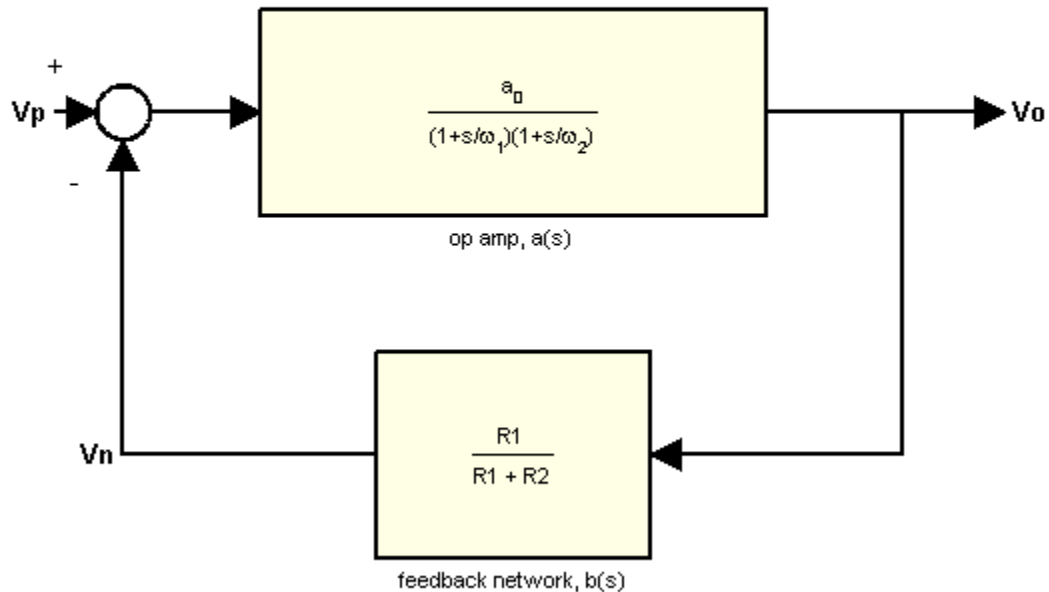 +
Vp
-
a₀
(1+s/ω₁)(1+s/ω₂)
Vo
op amp, a(s)
Vn
R1
R1 + R2
feedback network, b(s)